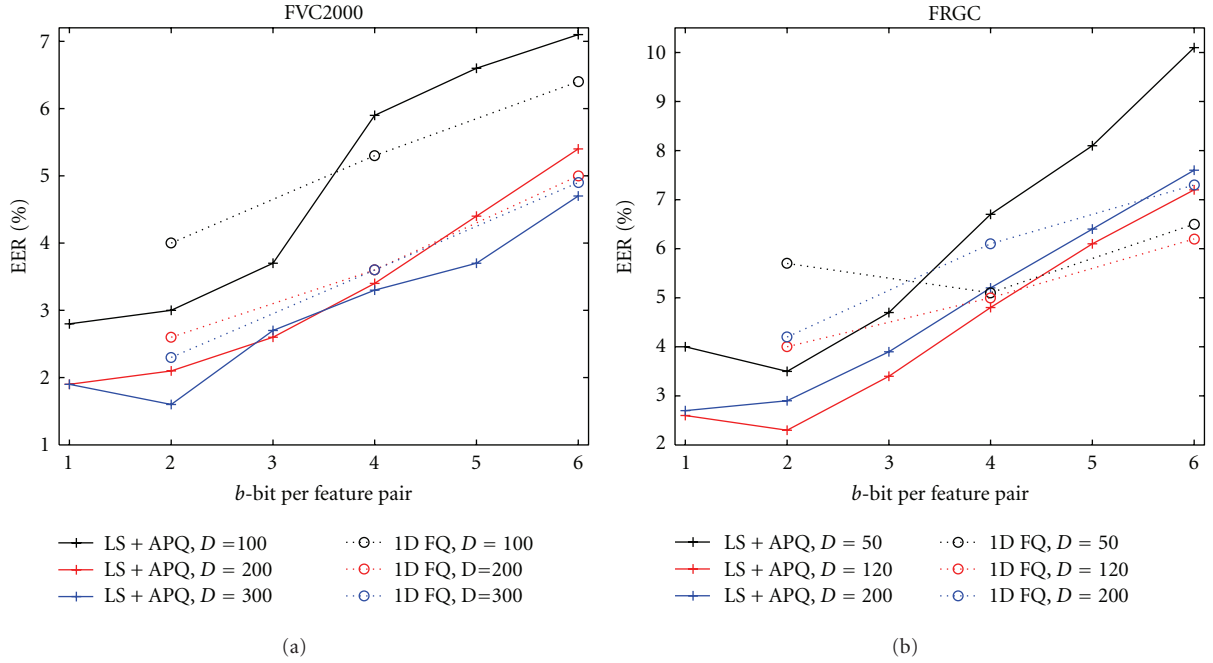 FVC2000
7
6
5
4
3
2
1
EER (%)
1 2 3 4 5 6
b-bit per feature pair
LS + APQ, D =100
LS + APQ, D = 200
LS + APQ, D = 300
1D FQ, D = 100
1D FQ, D=200
1D FQ, D=300
(a)
FRGC
10
9
8
7
6
5
4
3
2
EER (%)
1 2 3 4 5 6
b-bit per feature pair
LS + APQ, D = 50
LS + APQ, D = 120
LS + APQ, D = 200
1D FQ, D = 50
1D FQ, D = 120
1D FQ, D = 200
(b)